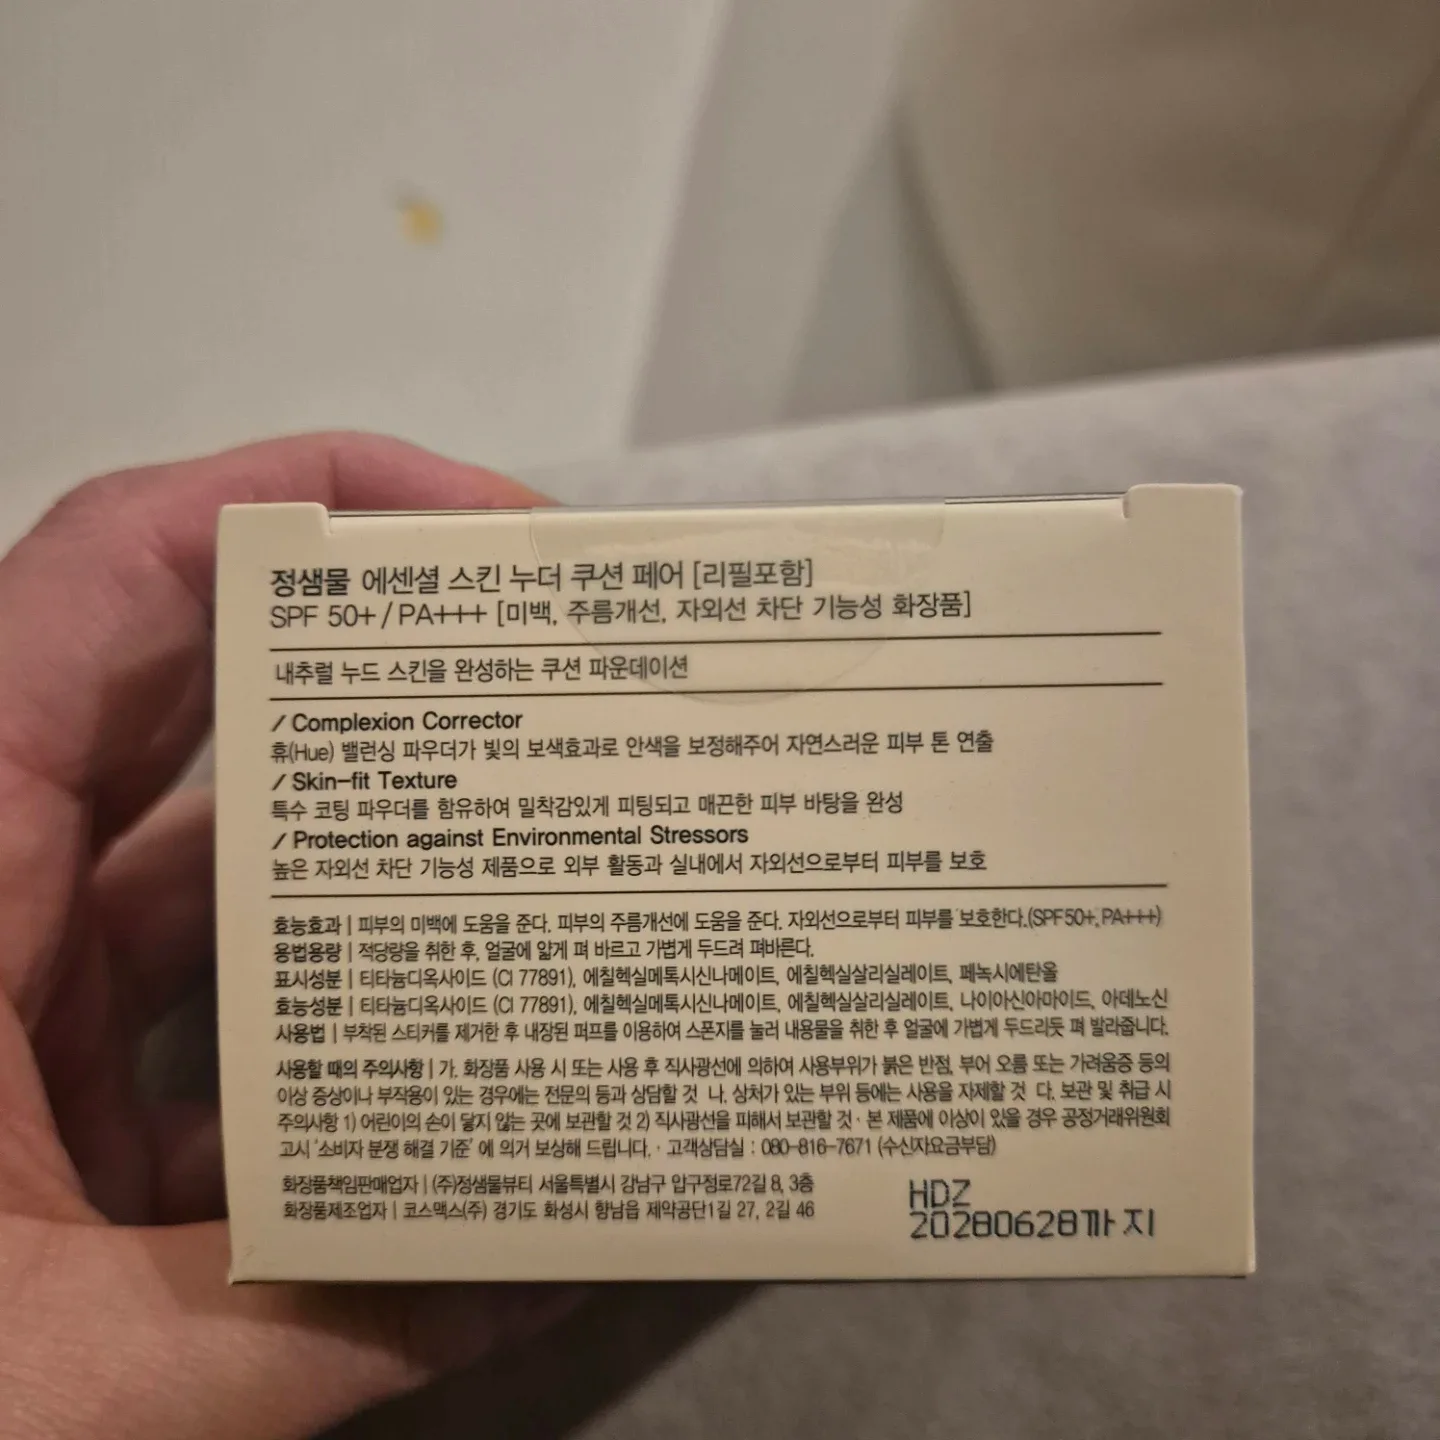 정샘물 에센셜 스킨 누더 쿠션 페어 [리필포함]
SPF 50+ / PA+++ [미백, 주름개선, 자외선 차단 기능성 화장품]
내추럴 누드 스킨을 완성하는 쿠션 파운데이션
/ Complexion Corrector
휴(Hue) 밸런싱 파우더가 빛의 보색효과로 안색을 보정해주어 자연스러운 피부 톤 연출
/ Skin-fit Texture
특수 코팅 파우더를 함유하여 밀착감있게 피팅되고 매끈한 피부 바탕을 완성
/ Protection against Environmental Stressors
높은 자외선 차단 기능성 제품으로 외부 활동과 실내에서 자외선으로부터 피부를 보호
효능효과 | 피부의 미백에 도움을 준다. 피부의 주름개선에 도움을 준다. 자외선으로부터 피부를 보호한다.(SPF50+, PA+++)
용법용량 | 적당량을 취한 후, 얼굴에 얇게 펴 바르고 가볍게 두드려 펴바른다.
표시성분 | 티타늄디옥사이드 (CI 77891), 에칠헥실메톡시신나메이트, 에칠헥실살리실레이트, 페녹시에탄올
효능성분 | 티타늄디옥사이드 (CI 77891), 에칠헥실메톡시신나메이트, 에칠헥실살리실레이트, 나이아신아마이드, 아데노신
사용법 | 부착된 스티커를 제거한 후 내장된 퍼프를 이용하여 스폰지를 눌러 내용물을 취한 후 얼굴에 가볍게 두드리듯 펴 발라줍니다.
사용할 때의 주의사항 | 가. 화장품 사용 시 또는 사용 후 직사광선에 의하여 사용부위가 붉은 반점, 부어 오름 또는 가려움증 등의
이상 증상이나 부작용이 있는 경우에는 전문의 등과 상담할 것 나. 상처가 있는 부위 등에는 사용을 자제할 것 다. 보관 및 취급 시
주의사항 1) 어린이의 손이 닿지 않는 곳에 보관할 것 2) 직사광선을 피해서 보관할 것 · 본 제품에 이상이 있을 경우 공정거래위원회
고시 '소비자 분쟁 해결 기준' 에 의거 보상해 드립니다. · 고객상담실 : 080-816-7671 (수신자요금부담)
화장품책임판매업자 | (주)정샘물뷰티 서울특별시 강남구 압구정로72길 8, 3층
화장품제조업자 | 코스맥스(주) 경기도 화성시 향남읍 제약공단1길 27, 2길 46
HDZ
20280628까지